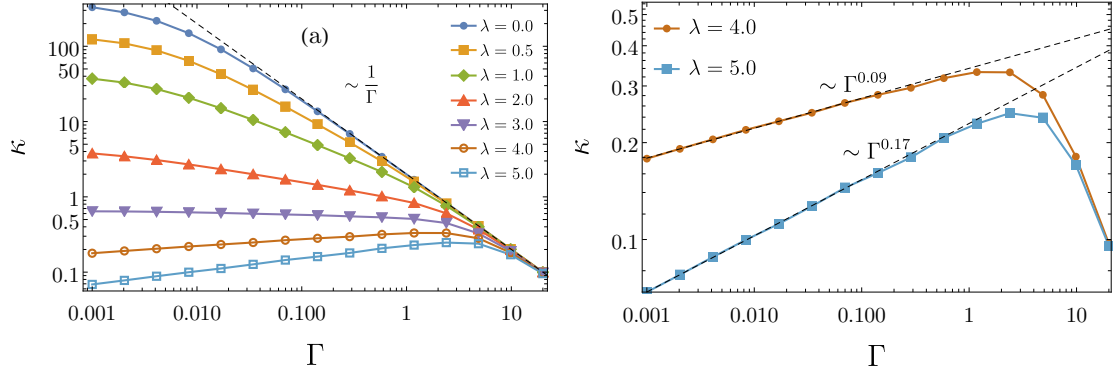 (a)
κ
100
50
10
5
1
0.5
0.1
∼ 1/Γ
λ = 0.0
λ = 0.5
λ = 1.0
λ = 2.0
λ = 3.0
λ = 4.0
λ = 5.0
0.001 0.010 0.100 1 10
Γ
κ
0.5
0.4
0.3
0.2
0.1
λ = 4.0
λ = 5.0
∼ Γ^0.09
∼ Γ^0.17
0.001 0.010 0.100 1 10
Γ